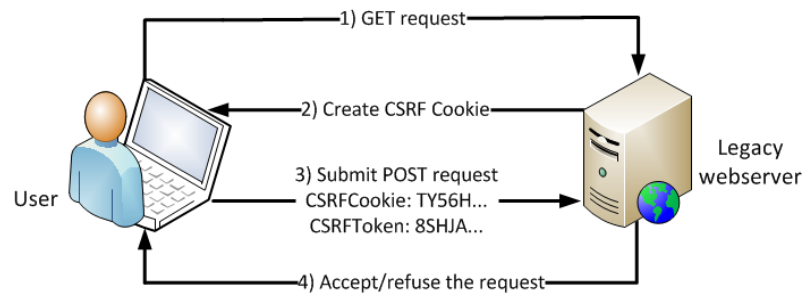 1) GET request
2) Create CSRF Cookie
3) Submit POST request
CSRFCookie: TY56H...
CSRFToken: 8SHJA...
User
Legacy
webserver
4) Accept/refuse the request